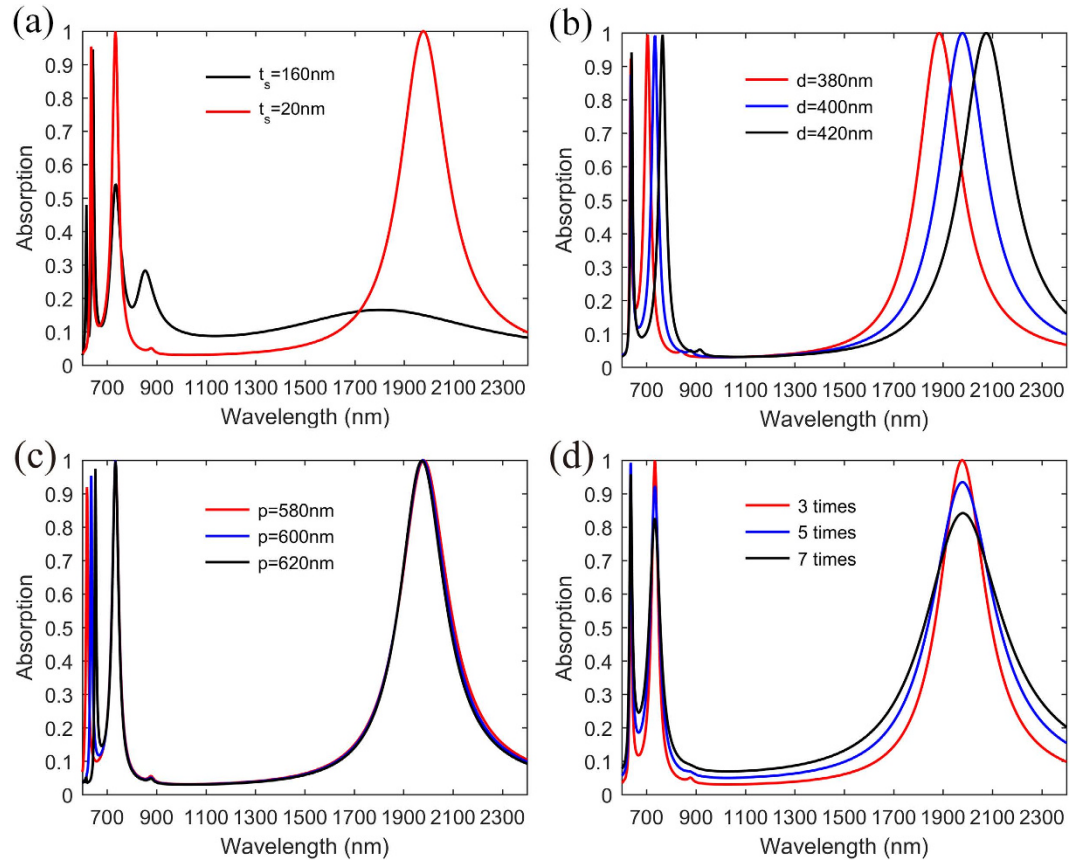 (a)
1
0.9
0.8
0.7
0.6
0.5
0.4
0.3
0.2
0.1
0
Absorption
t_s=160nm
t_s=20nm
700 900 1100 1300 1500 1700 1900 2100 2300
Wavelength (nm)
(b)
1
0.9
0.8
0.7
0.6
0.5
0.4
0.3
0.2
0.1
0
Absorption
d=380nm
d=400nm
d=420nm
700 900 1100 1300 1500 1700 1900 2100 2300
Wavelength (nm)
(c)
1
0.9
0.8
0.7
0.6
0.5
0.4
0.3
0.2
0.1
0
Absorption
p=580nm
p=600nm
p=620nm
700 900 1100 1300 1500 1700 1900 2100 2300
Wavelength (nm)
(d)
1
0.9
0.8
0.7
0.6
0.5
0.4
0.3
0.2
0.1
0
Absorption
3 times
5 times
7 times
700 900 1100 1300 1500 1700 1900 2100 2300
Wavelength (nm)